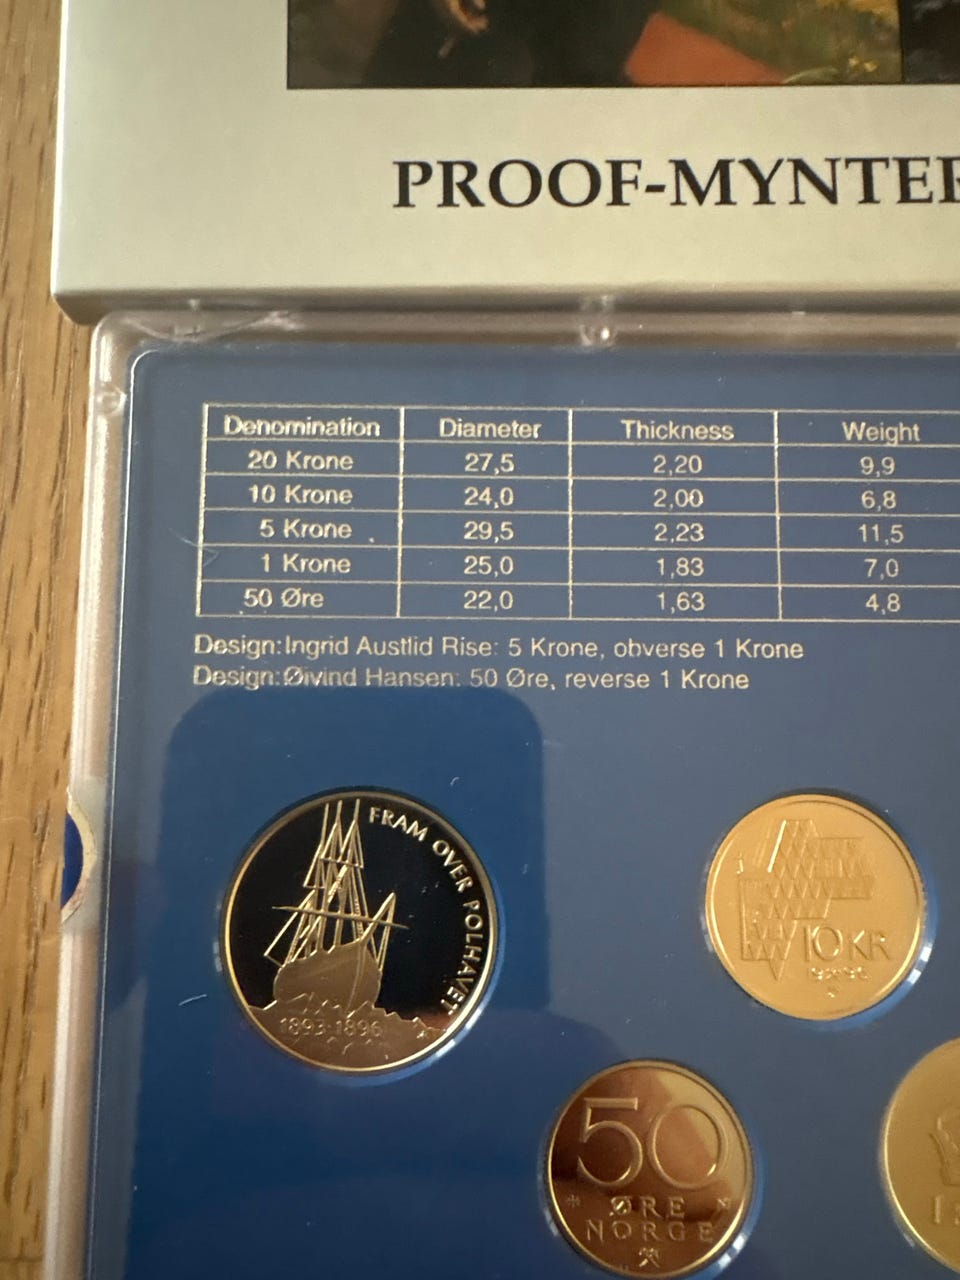 PROOF-MYNTER
Denomination Diameter Thickness Weight
20 Krone 27,5 2,20 9,9
10 Krone 24,0 2,00 6,8
5 Krone 29,5 2,23 11,5
1 Krone 25,0 1,83 7,0
50 Øre 22,0 1,63 4,8
Design: Ingrid Austlid Rise: 5 Krone, obverse 1 Krone
Design: Øivind Hansen: 50 Øre, reverse 1 Krone
FRAM OVER POLHAVET
1893-1896
10 KR
50
ØRE
NORGE